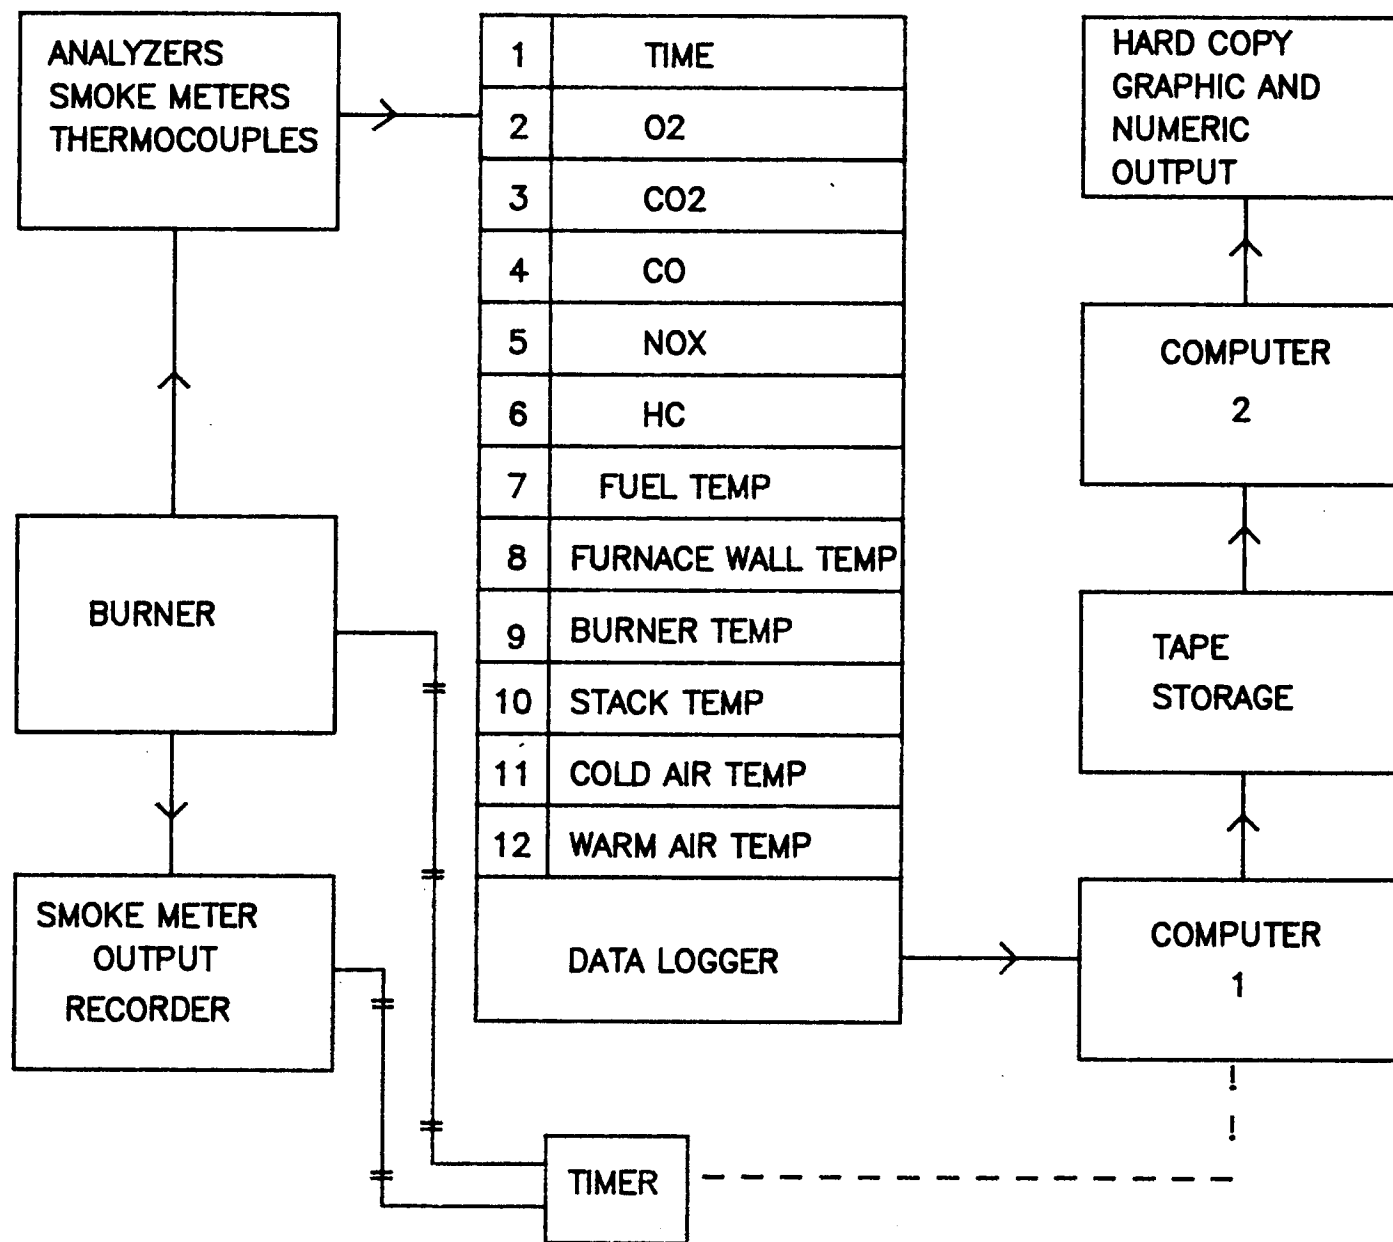 ANALYZERS
SMOKE METERS
THERMOCOUPLES
BURNER
SMOKE METER
OUTPUT
RECORDER
1 TIME
2 O2
3 CO2
4 CO
5 NOX
6 HC
7 FUEL TEMP
8 FURNACE WALL TEMP
9 BURNER TEMP
10 STACK TEMP
11 COLD AIR TEMP
12 WARM AIR TEMP
DATA LOGGER
TIMER
HARD COPY
GRAPHIC AND
NUMERIC
OUTPUT
COMPUTER
2
TAPE
STORAGE
COMPUTER
1